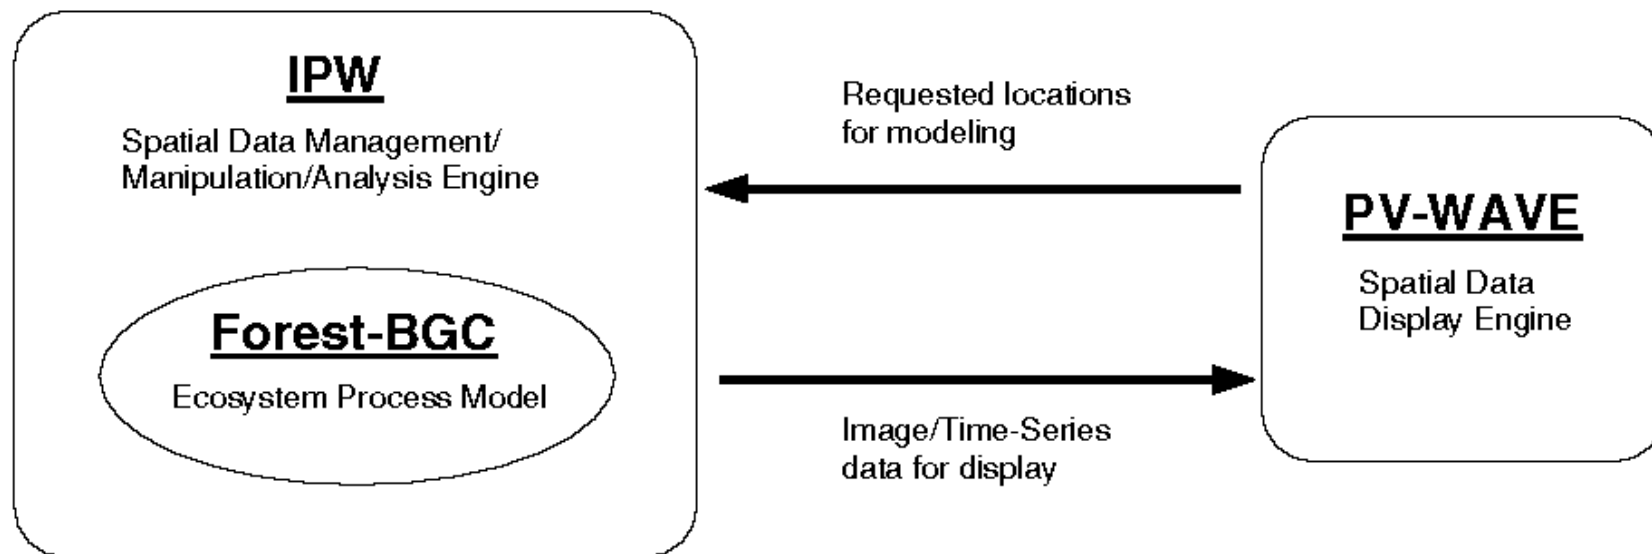 IPW
Spatial Data Management/
Manipulation/Analysis Engine
Forest-BGC
Ecosystem Process Model
Requested locations
for modeling
Image/Time-Series
data for display
PV-WAVE
Spatial Data
Display Engine